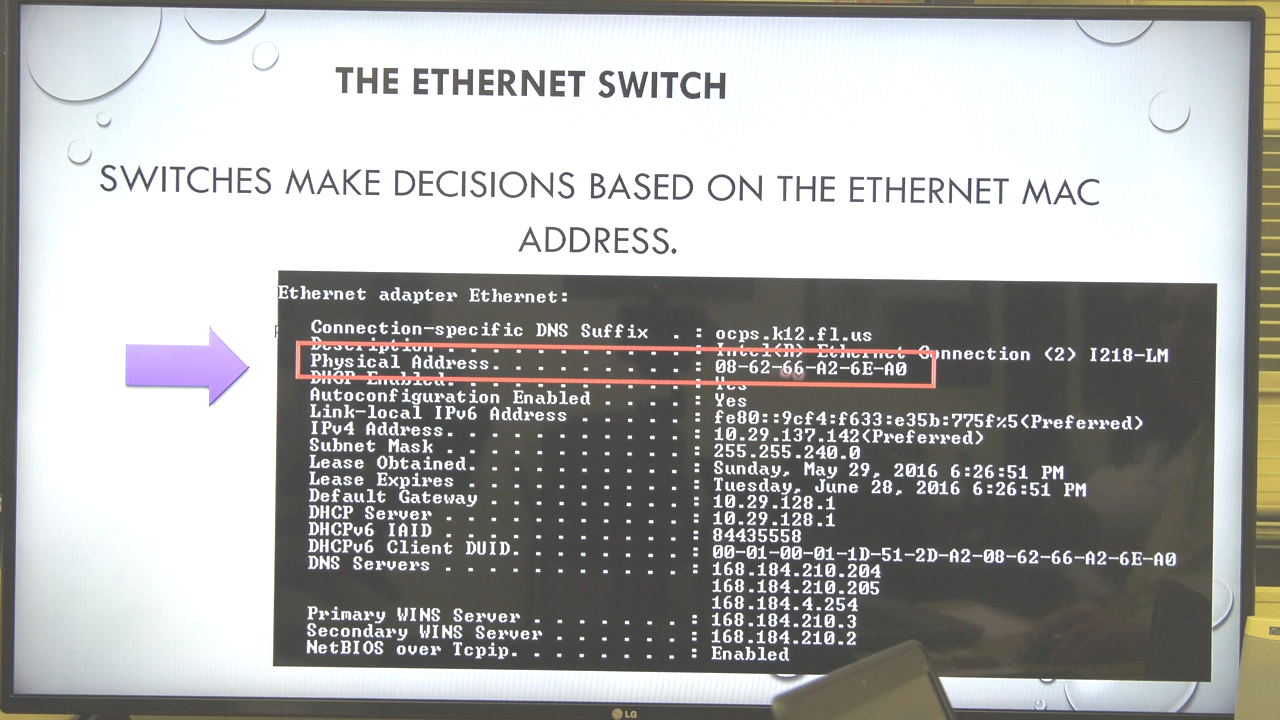 THE ETHERNET SWITCH
SWITCHES MAKE DECISIONS BASED ON THE ETHERNET MAC
ADDRESS.
Ethernet adapter Ethernet:
Connection-specific DNS Suffix . : ocps.k12.fl.us
Description . . . . . . . . . . . : Intel(R) Ethernet Connection (2) I218-LM
Physical Address. . . . . . . . . : 08-62-66-A2-6E-A0
DHCP Enabled. . . . . . . . . . . : Yes
Autoconfiguration Enabled . . . . : Yes
Link-local IPv6 Address . . . . . : fe80::9cf4:f633:e35b:775f%5(Preferred)
IPv4 Address. . . . . . . . . . . : 10.29.137.142(Preferred)
Subnet Mask . . . . . . . . . . . : 255.255.240.0
Lease Obtained. . . . . . . . . . : Sunday, May 29, 2016 6:26:51 PM
Lease Expires . . . . . . . . . . : Tuesday, June 28, 2016 6:26:51 PM
Default Gateway . . . . . . . . . : 10.29.128.1
DHCP Server . . . . . . . . . . . : 10.29.128.1
DHCPv6 IAID . . . . . . . . . . . : 84435558
DHCPv6 Client DUID. . . . . . . . : 00-01-00-01-1D-51-2D-A2-08-62-66-A2-6E-A0
DNS Servers . . . . . . . . . . . : 168.184.210.204
168.184.210.205
168.184.4.254
Primary WINS Server . . . . . . . : 168.184.210.3
Secondary WINS Server . . . . . . : 168.184.210.2
NetBIOS over Tcpip. . . . . . . . : Enabled
LG